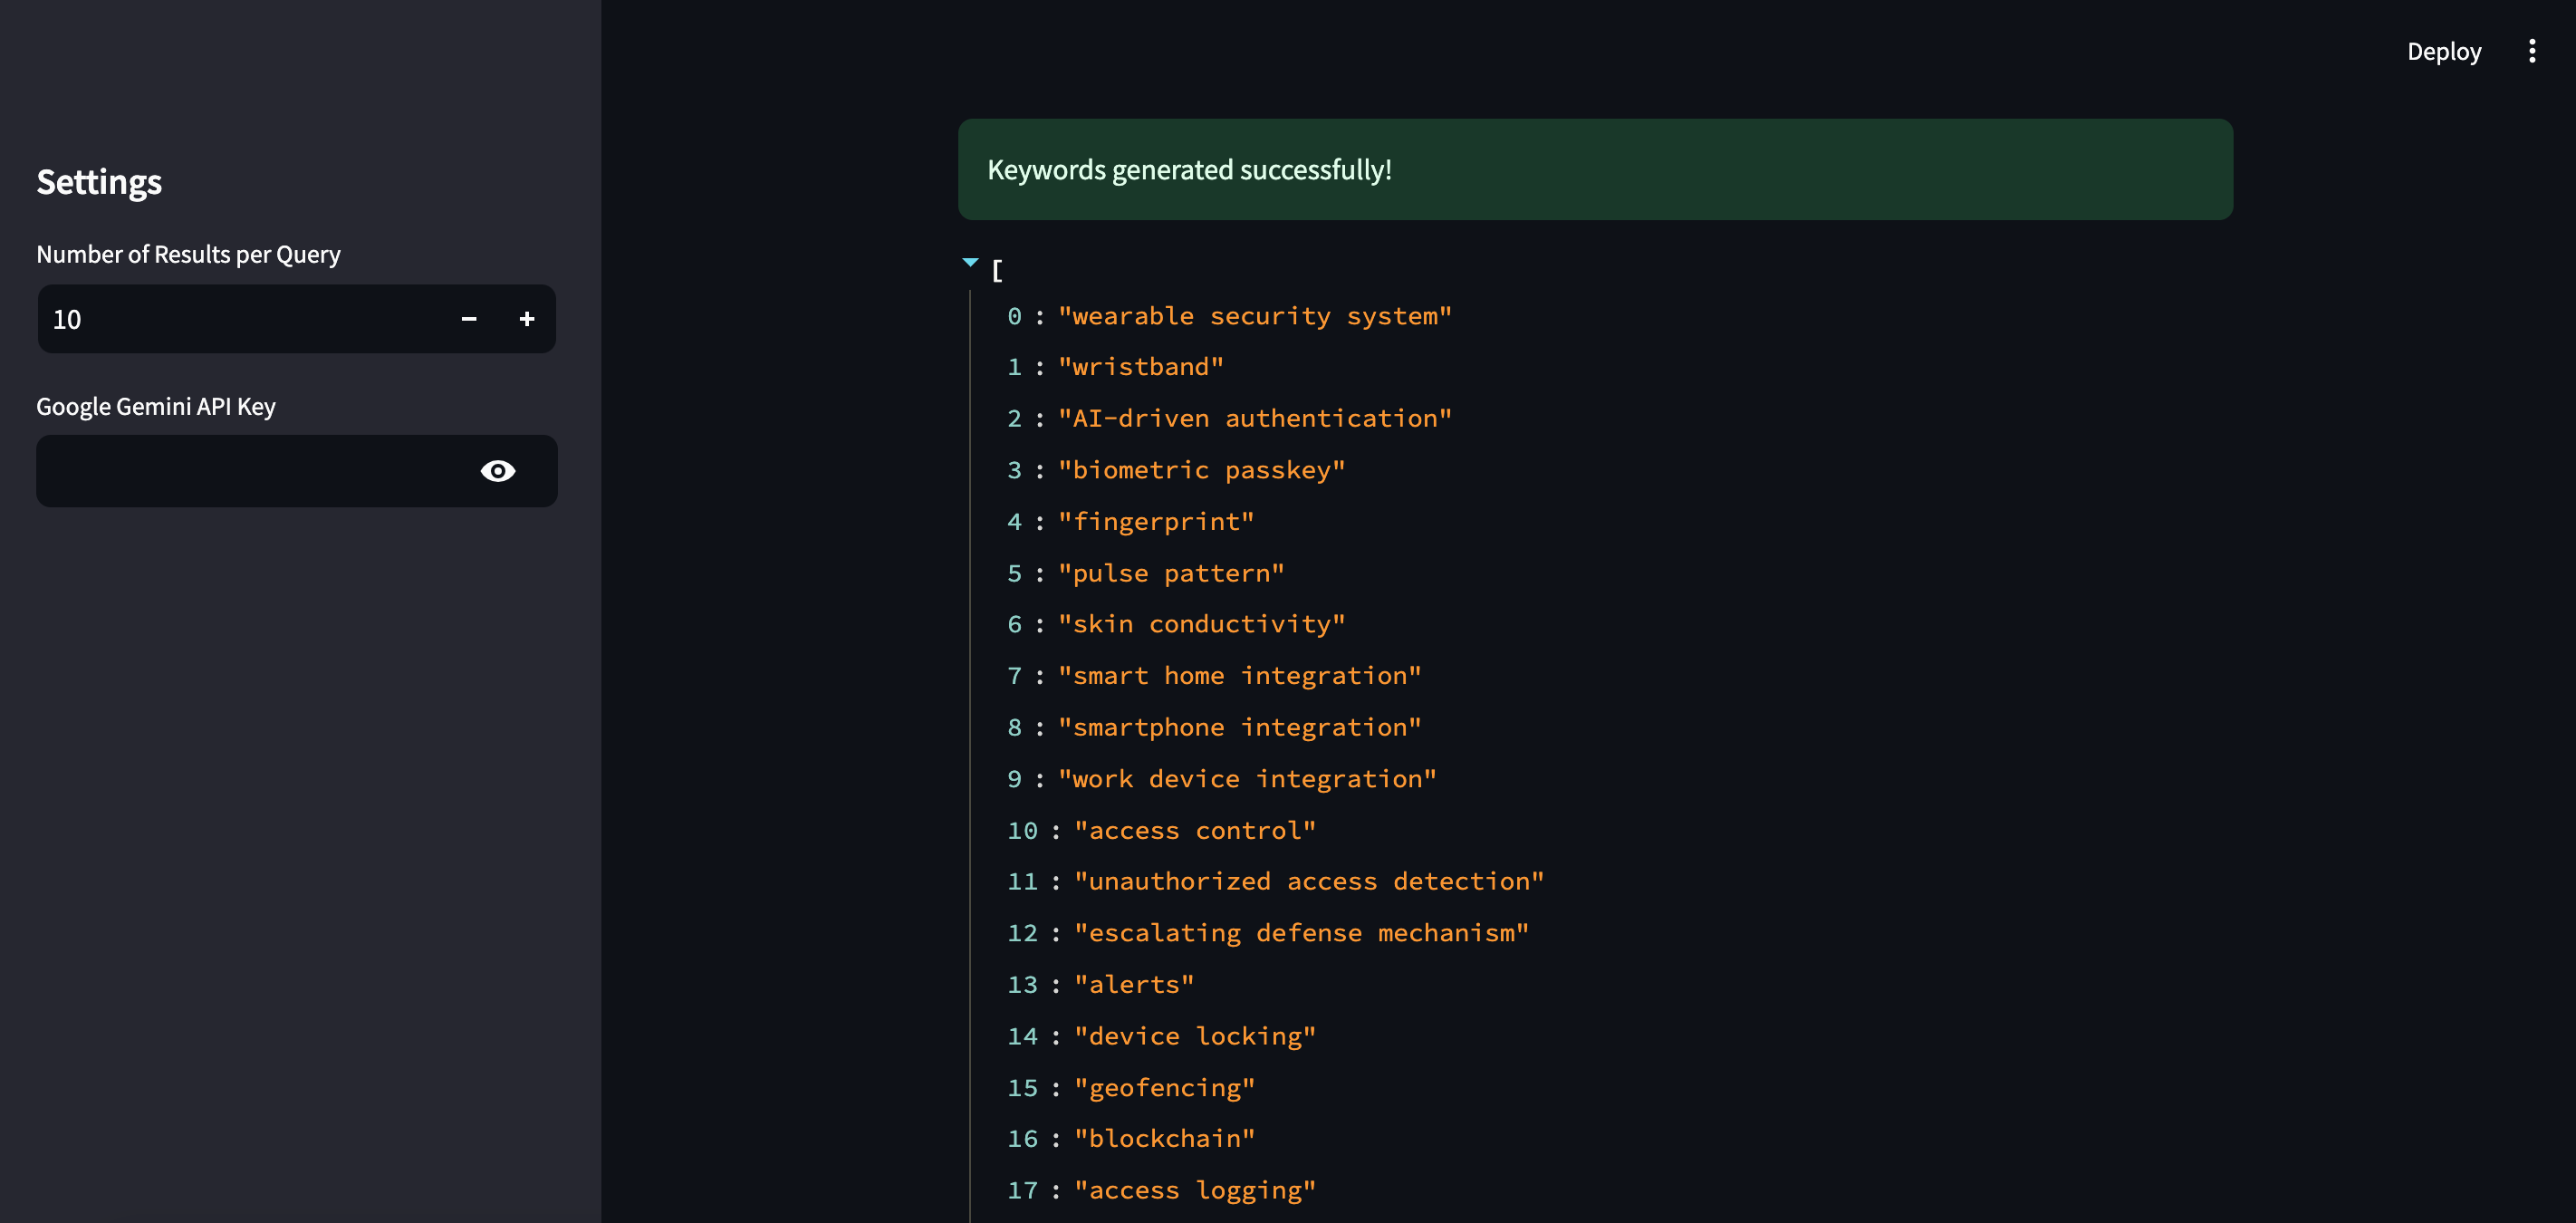 Deploy
Settings
Number of Results per Query
10
Google Gemini API Key
Keywords generated successfully!
[
0 : "wearable security system"
1 : "wristband"
2 : "AI-driven authentication"
3 : "biometric passkey"
4 : "fingerprint"
5 : "pulse pattern"
6 : "skin conductivity"
7 : "smart home integration"
8 : "smartphone integration"
9 : "work device integration"
10 : "access control"
11 : "unauthorized access detection"
12 : "escalating defense mechanism"
13 : "alerts"
14 : "device locking"
15 : "geofencing"
16 : "blockchain"
17 : "access logging"